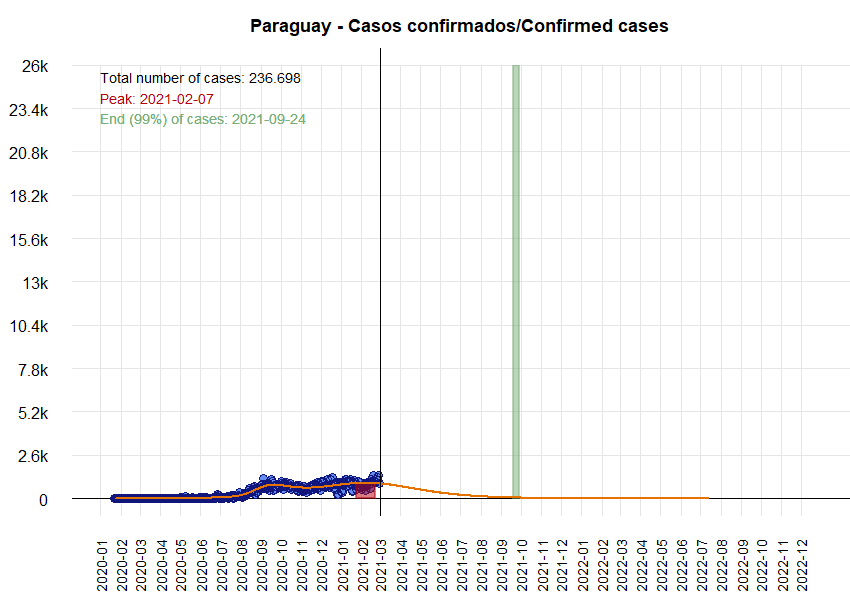 Paraguay - Casos confirmados/Confirmed cases
Total number of cases: 236.698
Peak: 2021-02-07
End (99%) of cases: 2021-09-24
26k
23.4k
20.8k
18.2k
15.6k
13k
10.4k
7.8k
5.2k
2.6k
0
2020-01
2020-02
2020-03
2020-04
2020-05
2020-06
2020-07
2020-08
2020-09
2020-10
2020-11
2020-12
2021-01
2021-02
2021-03
2021-04
2021-05
2021-06
2021-07
2021-08
2021-09
2021-10
2021-11
2021-12
2022-01
2022-02
2022-03
2022-04
2022-05
2022-06
2022-07
2022-08
2022-09
2022-10
2022-11
2022-12